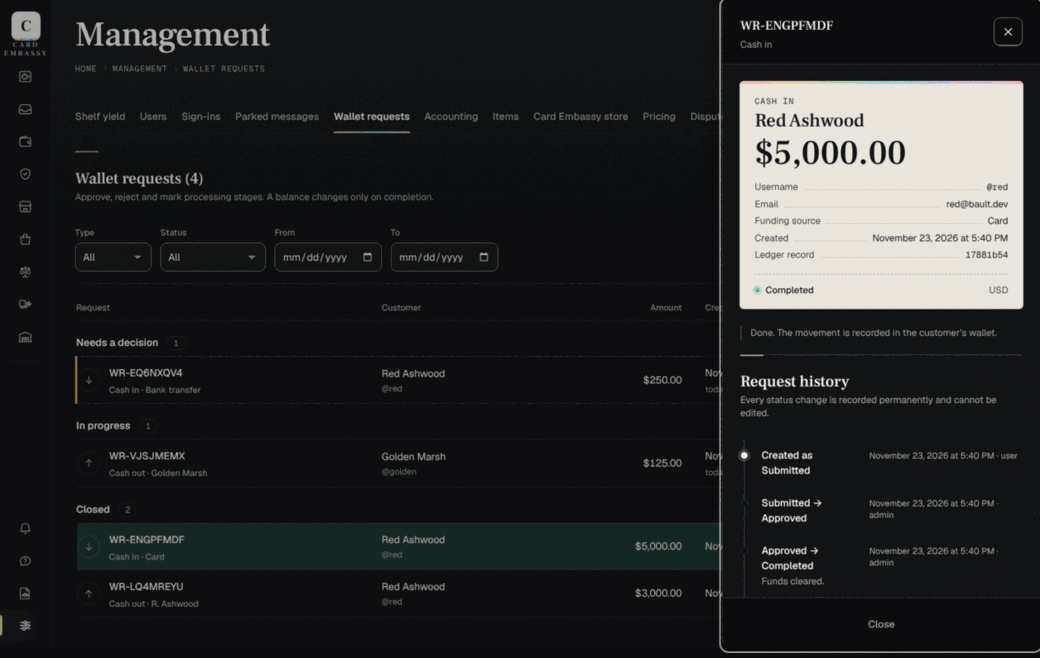 C
CARD
EMBASSY
Management
HOME › MANAGEMENT › WALLET REQUESTS
Shelf yield Users Sign-ins Parked messages Wallet requests Accounting Items Card Embassy store Pricing
Wallet requests (4)
Approve, reject and mark processing stages. A balance changes only on completion.
Type Status From To
All All mm/dd/yyyy mm/dd/yyyy
Request Customer Amount
Needs a decision 1
WR-EQ6NXQV4 Red Ashwood $250.00 Nov
Cash in · Bank transfer @red
In progress 1
WR-VJSJMEMX Golden Marsh $125.00 Nov
Cash out · Golden Marsh @golden
Closed 2
WR-ENGPFMDF Red Ashwood $5,000.00 Nov
Cash in · Card @red
WR-LQ4MREYU Red Ashwood $3,000.00 Nov
Cash out · R. Ashwood @red
WR-ENGPFMDF
Cash in
CASH IN
Red Ashwood
$5,000.00
Username @red
Email red@bault.dev
Funding source Card
Created November 23, 2026 at 5:40 PM
Ledger record 17881b54
Completed USD
Done. The movement is recorded in the customer's wallet.
Request history
Every status change is recorded permanently and cannot be
edited.
Created as November 23, 2026 at 5:40 PM · user
Submitted
Submitted → November 23, 2026 at 5:40 PM ·
Approved admin
Approved → November 23, 2026 at 5:40 PM ·
Completed admin
Funds cleared.
Close